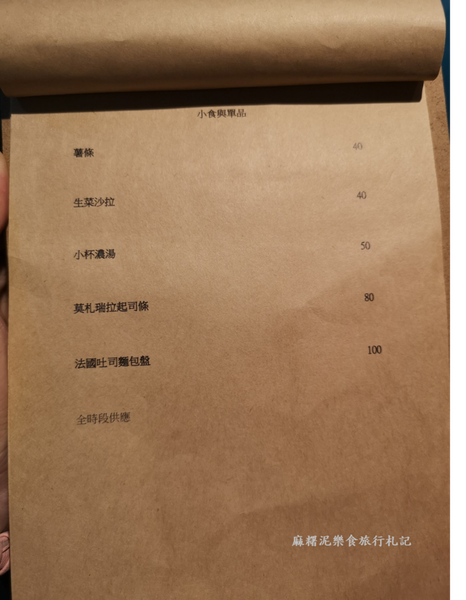 小食與單品
薯條 40
生菜沙拉 40
小杯濃湯 50
莫札瑞拉起司條 80
法國吐司麵包盤 100
全時段供應
麻糬泥樂食旅行札記